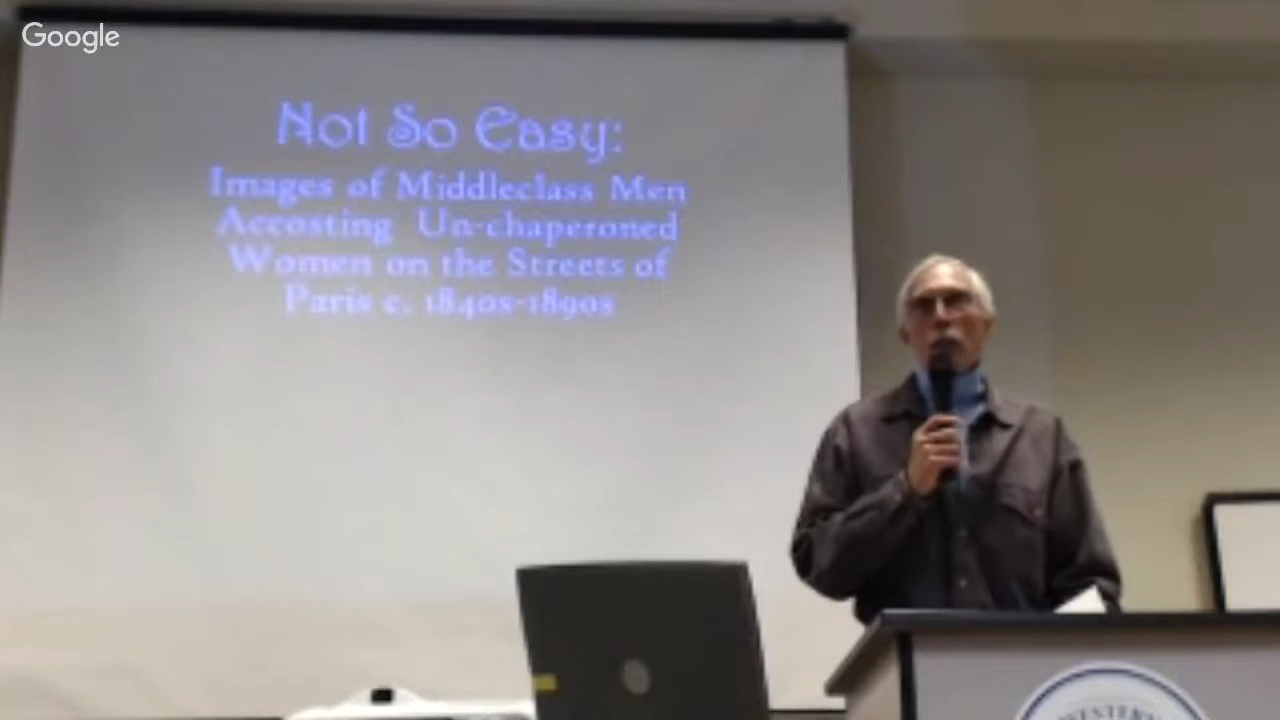 Google
Not So Easy:
Images of Middleclass Men
Accosting Un-chaperoned
Women on the Streets of
Paris c. 1840s-1890s